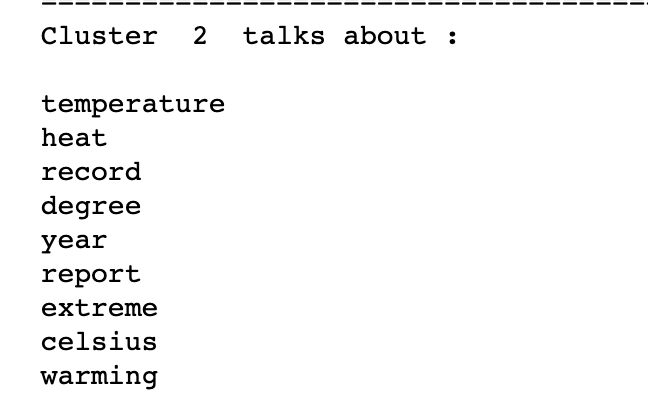 Cluster  2  talks about :
temperature
heat
record
degree
year
report
extreme
celsius
warming